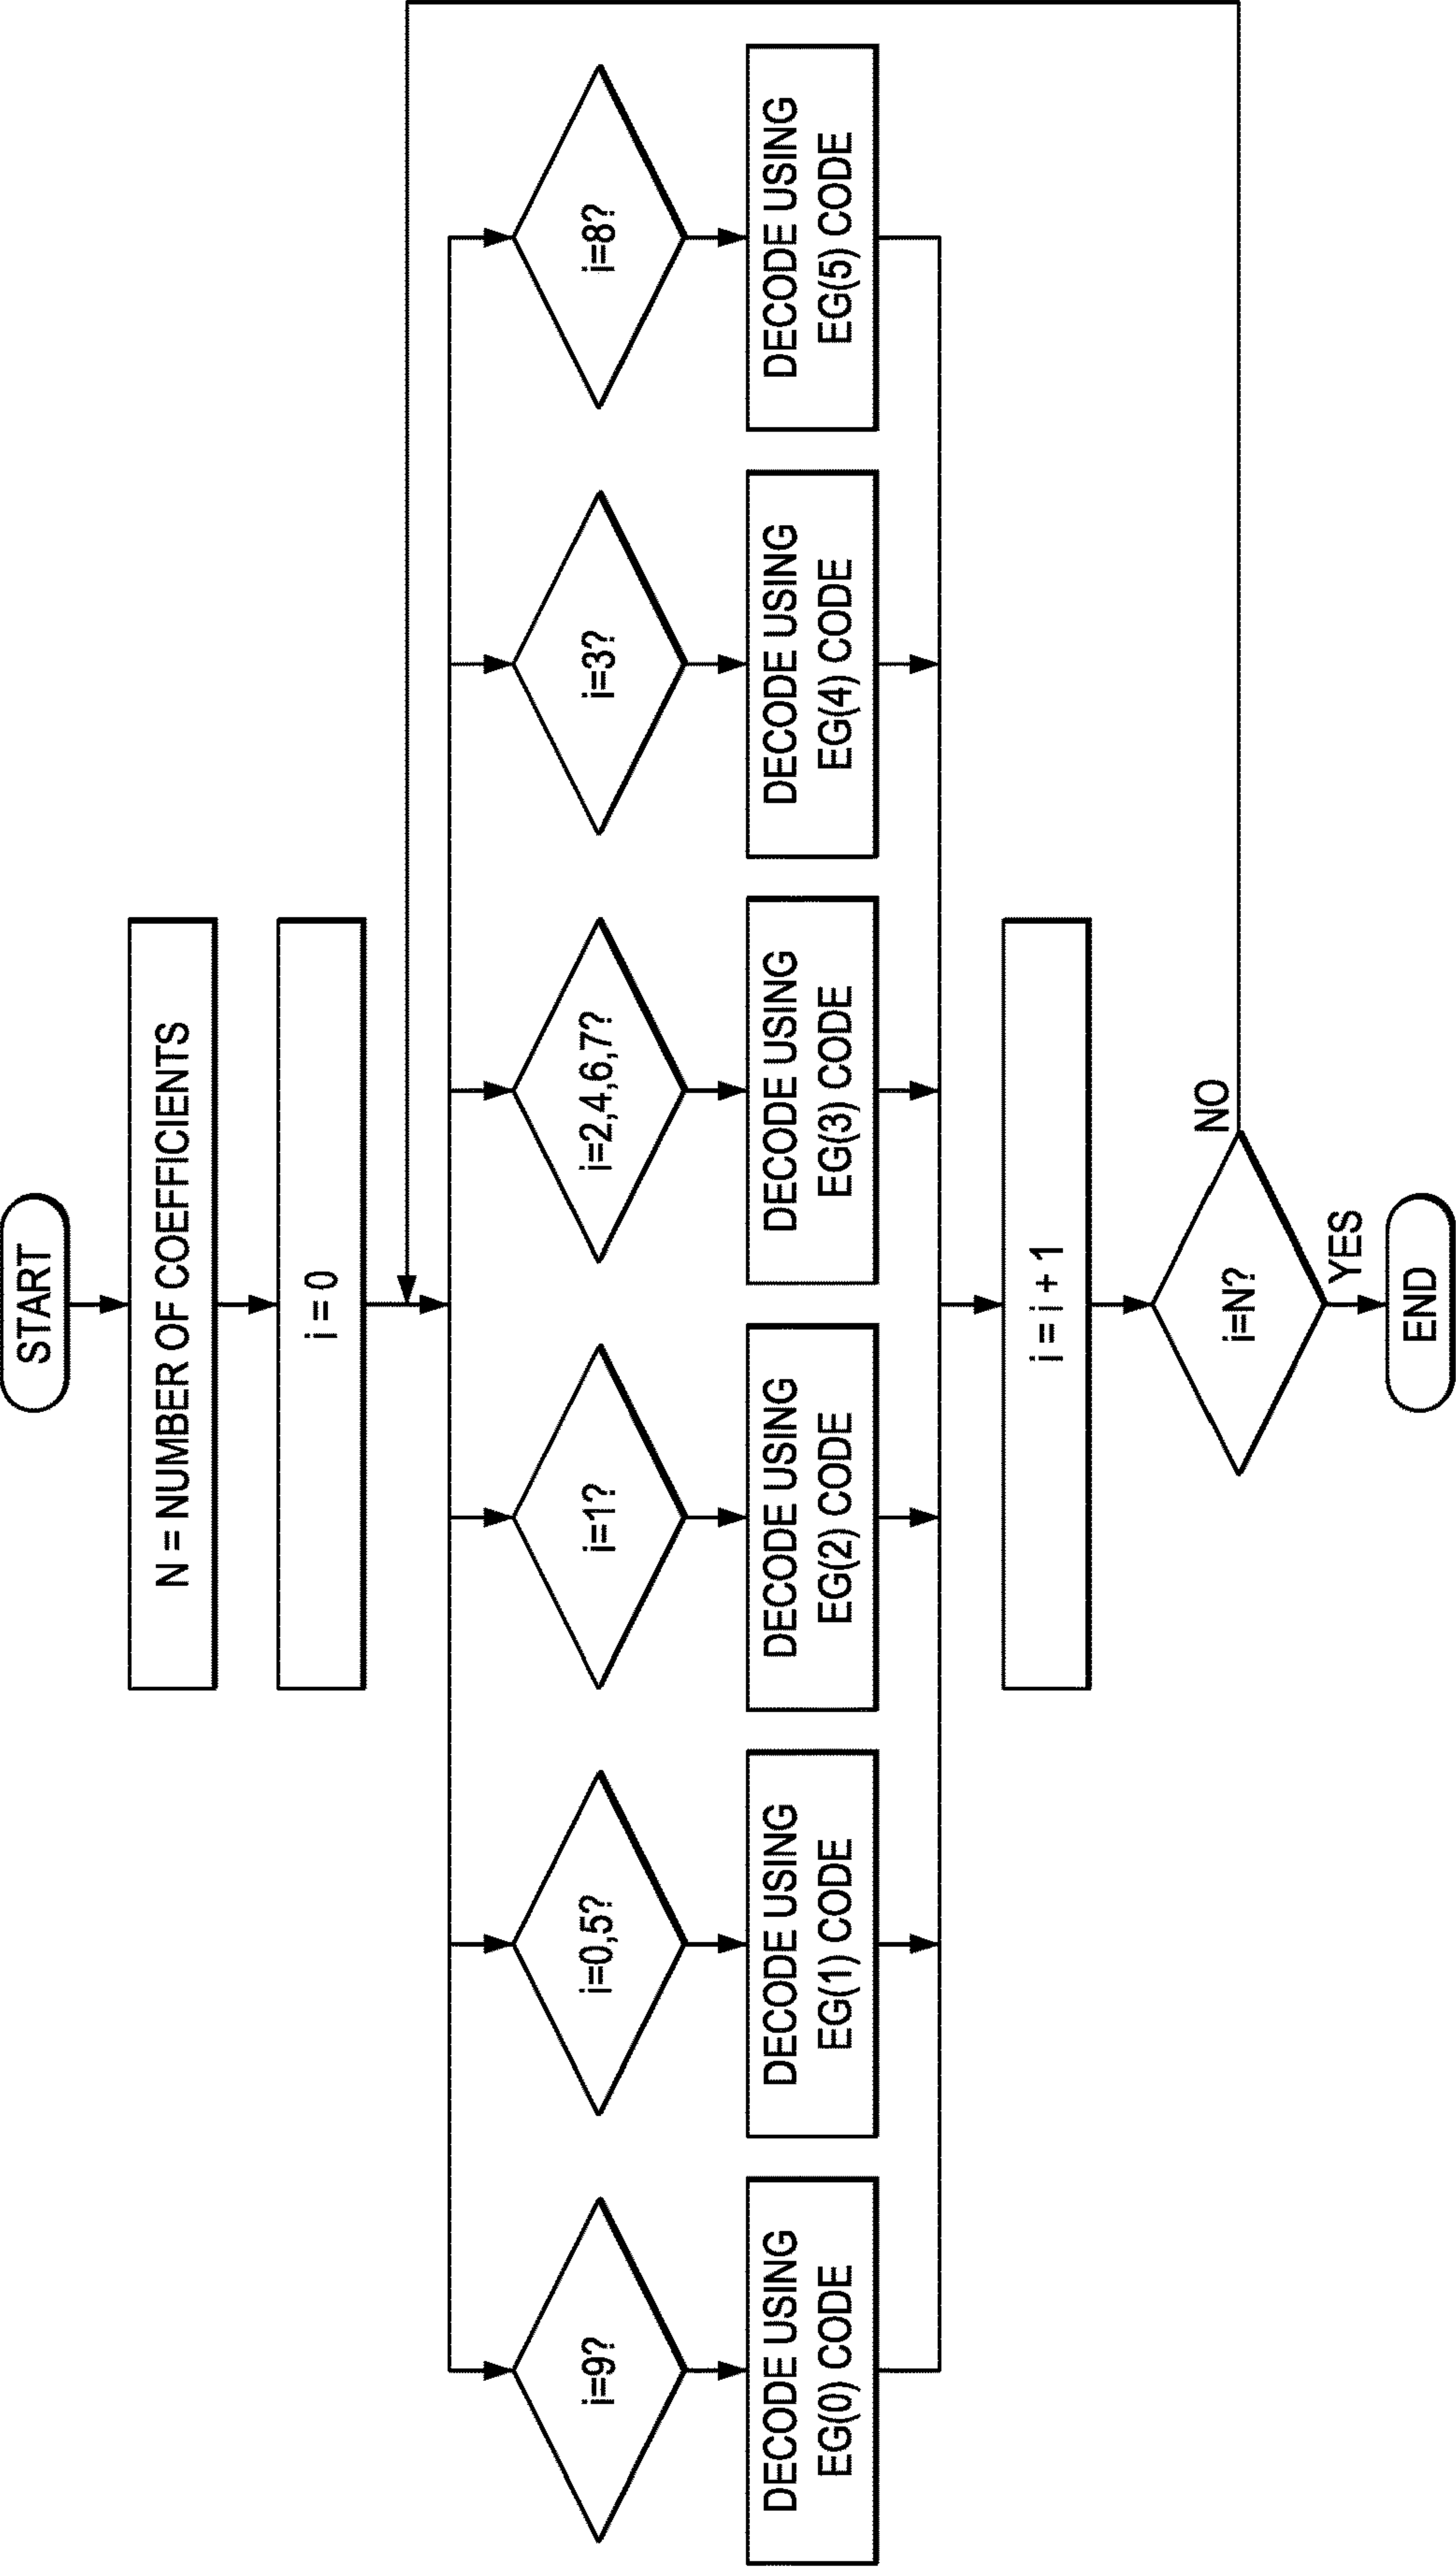 START
N = NUMBER OF COEFFICIENTS
i = 0
i=9?
i=0,5?
i=1?
i=2,4,6,7?
i=3?
i=8?
DECODE USING
EG(0) CODE
DECODE USING
EG(1) CODE
DECODE USING
EG(2) CODE
DECODE USING
EG(3) CODE
DECODE USING
EG(4) CODE
DECODE USING
EG(5) CODE
i = i + 1
i=N?
NO
YES
END